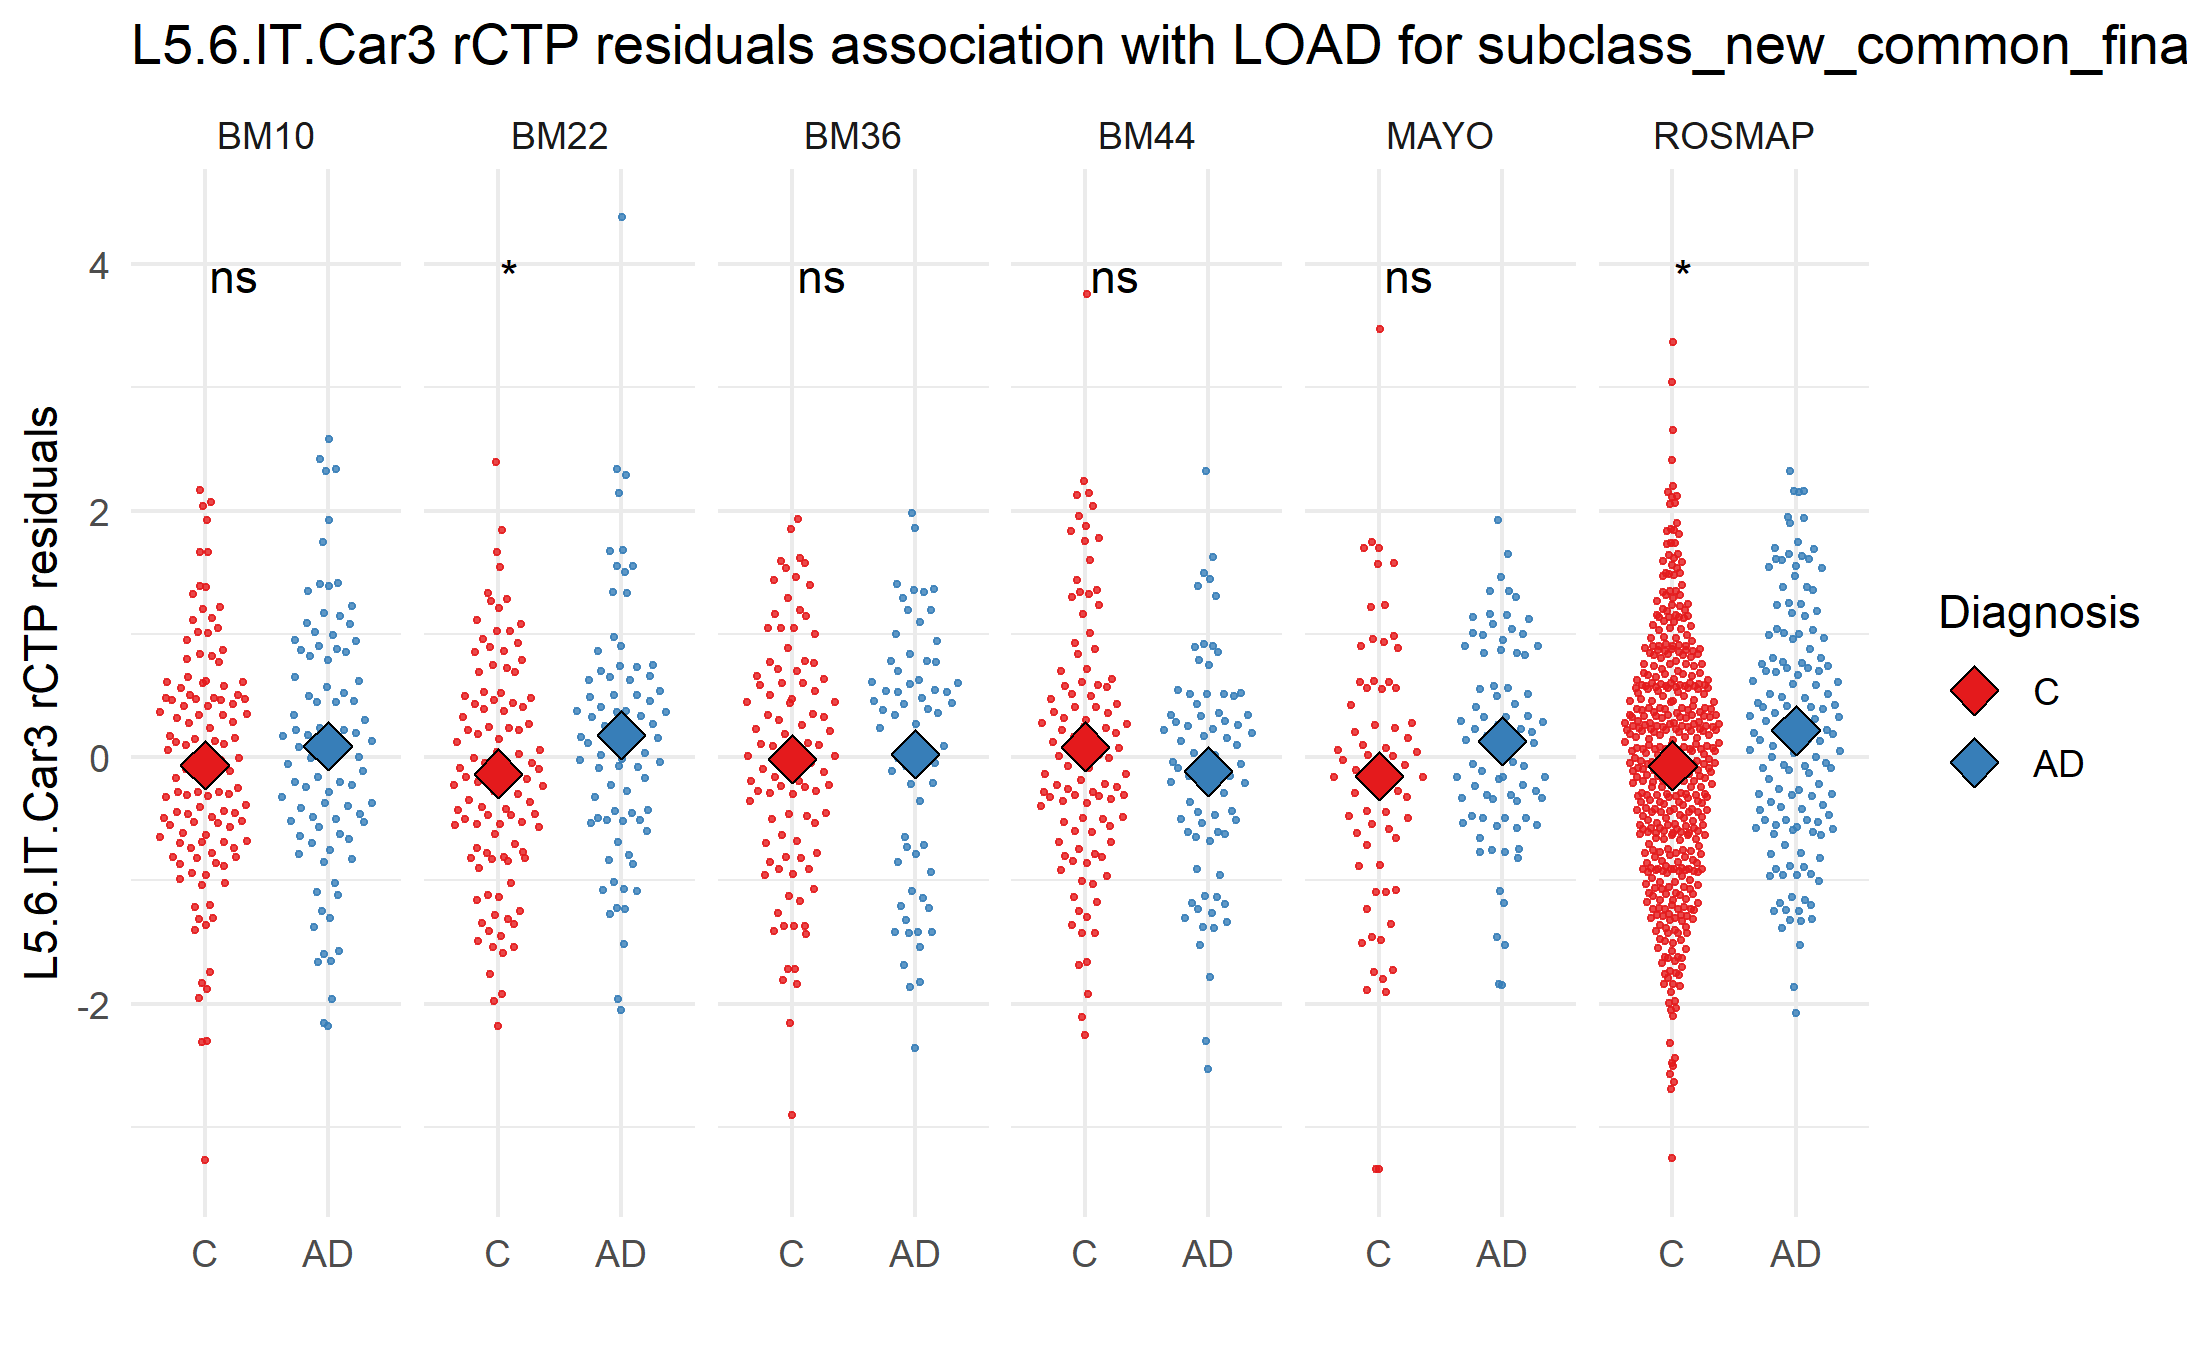 L5.6.IT.Car3 rCTP residuals association with LOAD for subclass_new_common_fina
BM10 BM22 BM36 BM44 MAYO ROSMAP
4
2
0
-2
L5.6.IT.Car3 rCTP residuals
ns * ns ns ns *
C AD C AD C AD C AD C AD C AD
Diagnosis
C
AD